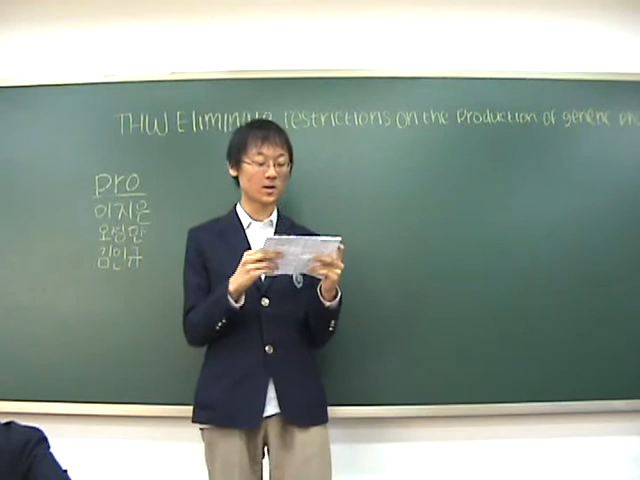 THW Eliminate restrictions on the production of generic
pro
이지은
오성만
김인규